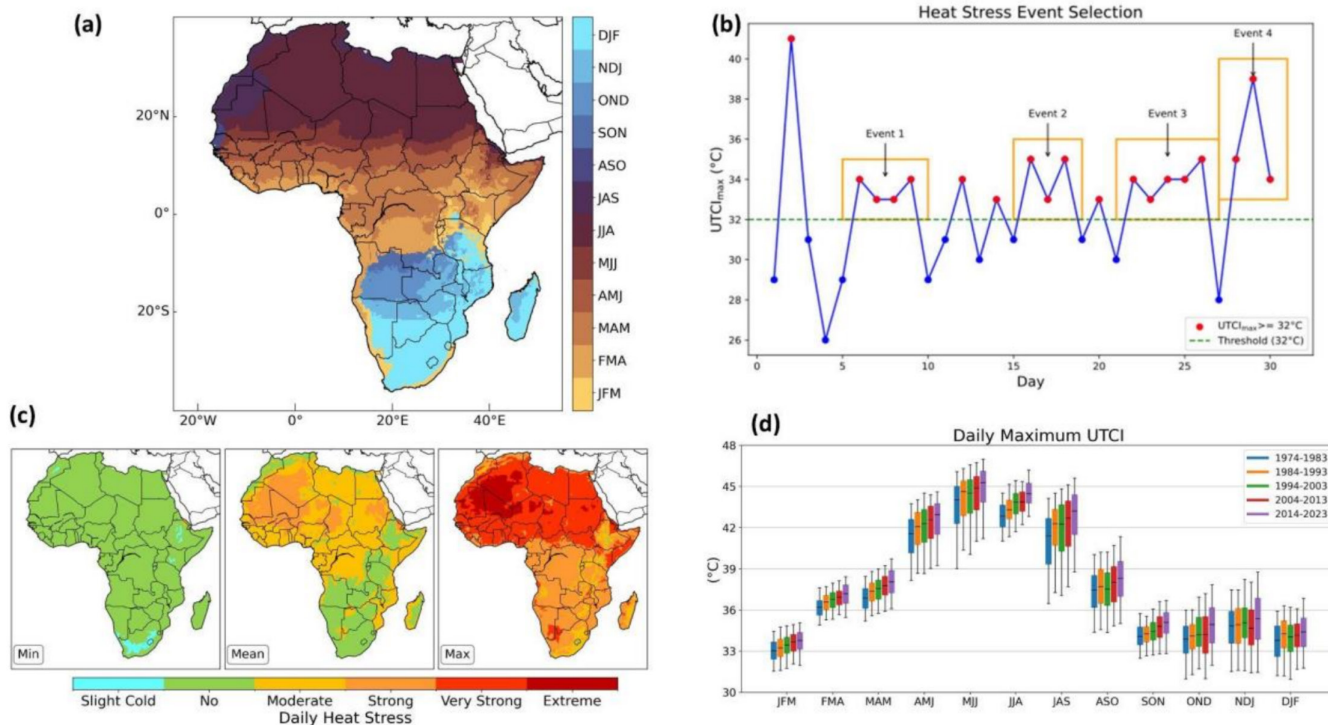 (a)
20°N
0°
20°S
20°W
0°
20°E
40°E
DJF
NDJ
OND
SON
ASO
JAS
JJA
MJJ
AMJ
MAM
FMA
JFM
(b)
Heat Stress Event Selection
UTCImax (°C)
40
38
36
34
32
30
28
26
Event 1
Event 2
Event 3
Event 4
UTCImax>= 32°C
Threshold (32°C)
0
5
10
15
20
25
30
Day
(c)
Min
Mean
Max
Slight Cold
No
Moderate
Strong
Very Strong
Extreme
Daily Heat Stress
(d)
Daily Maximum UTCI
(°C)
48
45
42
39
36
33
30
1974-1983
1984-1993
1994-2003
2004-2013
2014-2023
JFM
FMA
MAM
AMJ
MJJ
JJA
JAS
ASO
SON
OND
NDJ
DJF